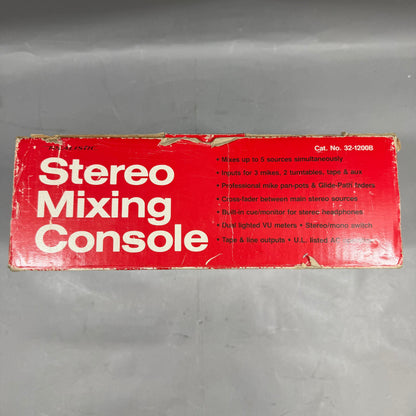 Cat. No. 32-1200B
Stereo
Mixing
Console
• Mixes up to 5 sources simultaneously
• Inputs for 3 mikes, 2 turntables, tape & aux
• Professional mike pan-pots & Glide-Path faders
• Cross-fader between main stereo sources
• Built-in cue/monitor for stereo headphones
• Dual lighted VU meters • Stereo/mono switch
• Tape & line outputs • U.L. listed AC